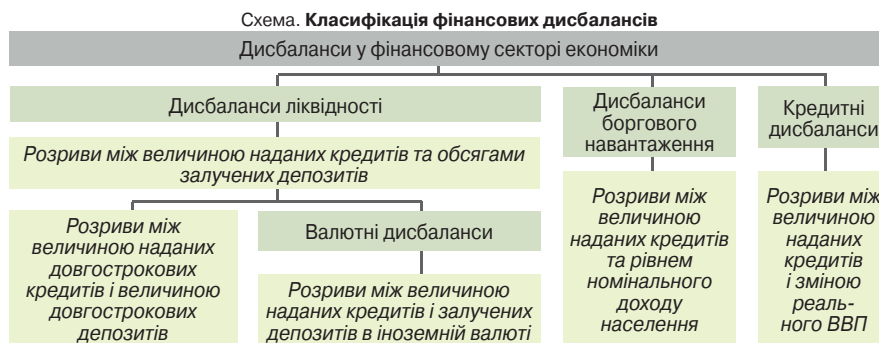 Схема. Класифікація фінансових дисбалансів
Дисбаланси у фінансовому секторі економіки
Дисбаланси ліквідності
Розриви між величиною наданих кредитів та обсягами
залучених депозитів
Розриви між
величиною наданих
довгострокових
кредитів і величиною
довгострокових
депозитів
Валютні дисбаланси
Розриви між величиною
наданих кредитів і залучених
депозитів в іноземній валюті
Дисбаланси
боргового
навантаження
Розриви між
величиною
наданих кредитів
та рівнем
номінального
доходу
населення
Кредитні
дисбаланси
Розриви між
величиною
наданих
кредитів
і зміною
реаль-
ного ВВП